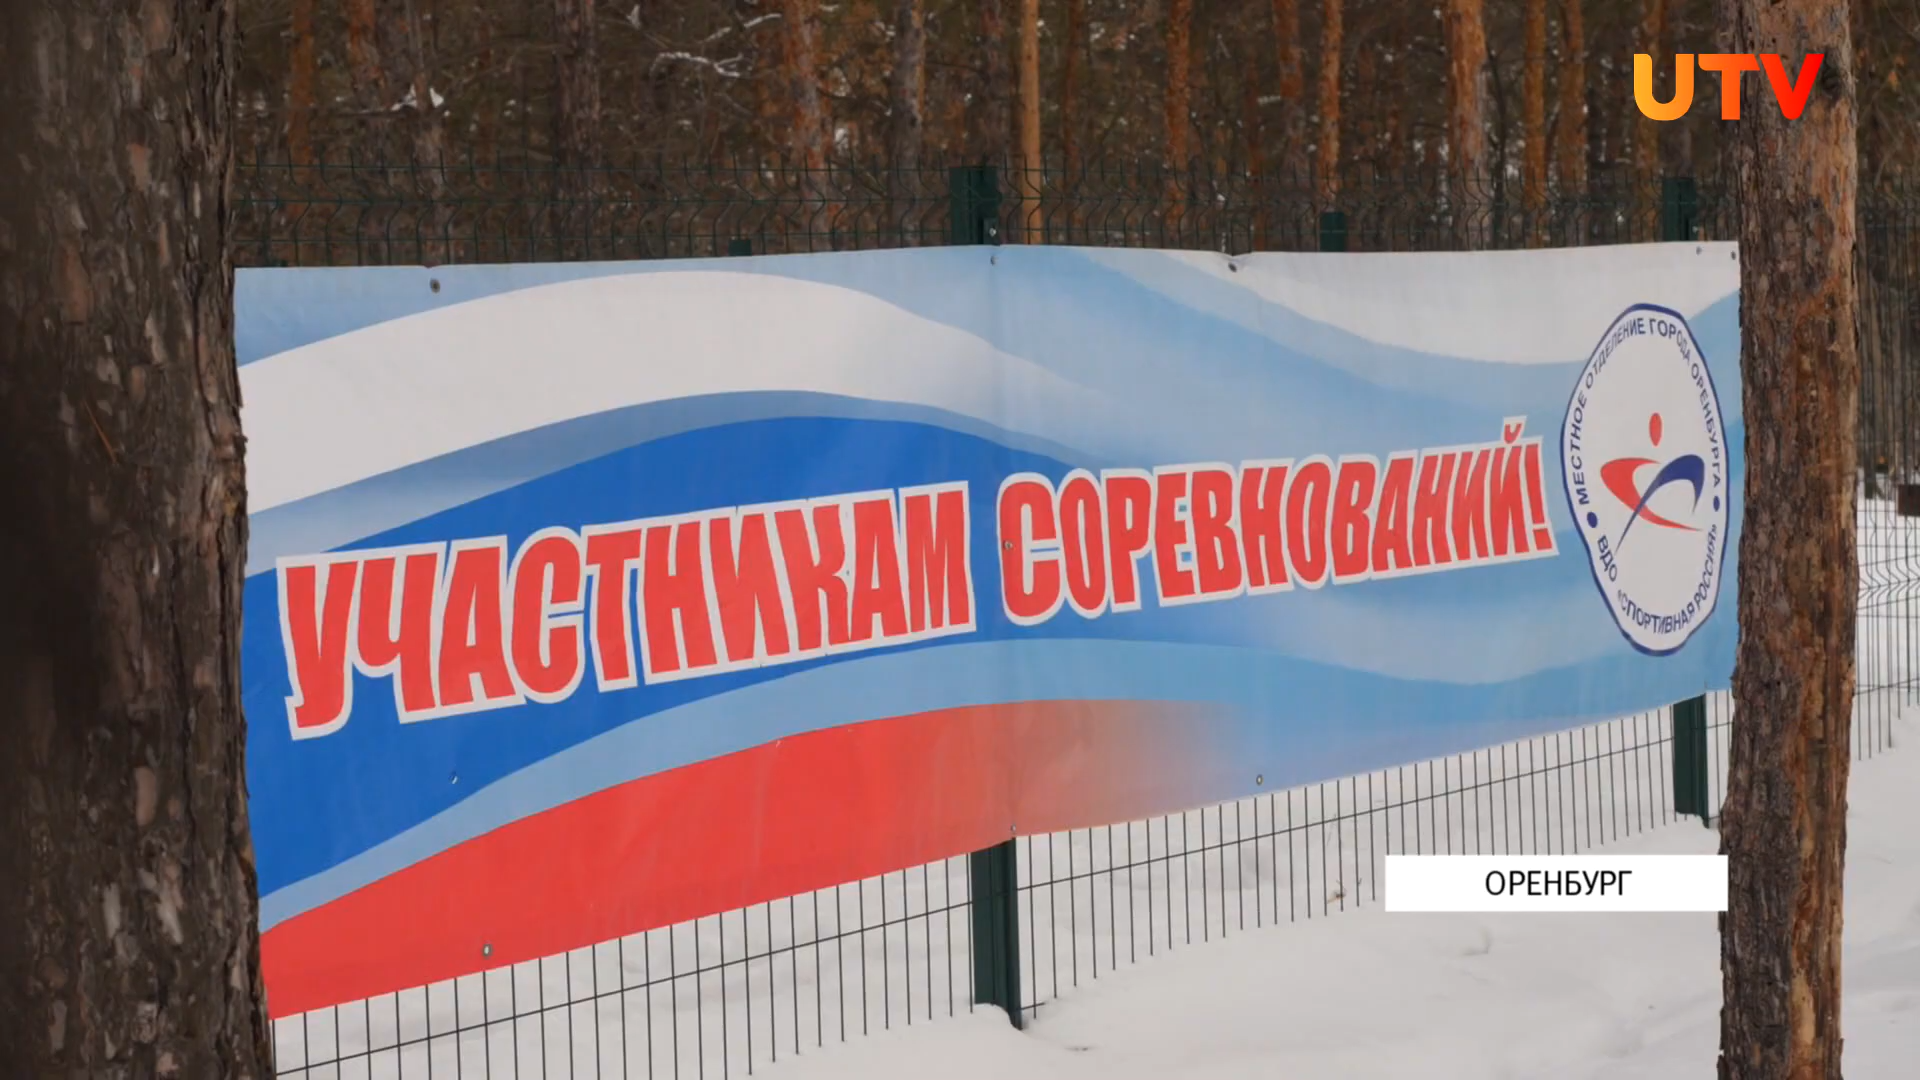 UTV
УЧАСТНИКАМ СОРЕВНОВАНИЙ!
МЕСТНОЕ ОТДЕЛЕНИЕ ГОРОДА ОРЕНБУРГА
ВДО «СПОРТИВНАЯ РОССИЯ»
ОРЕНБУРГ